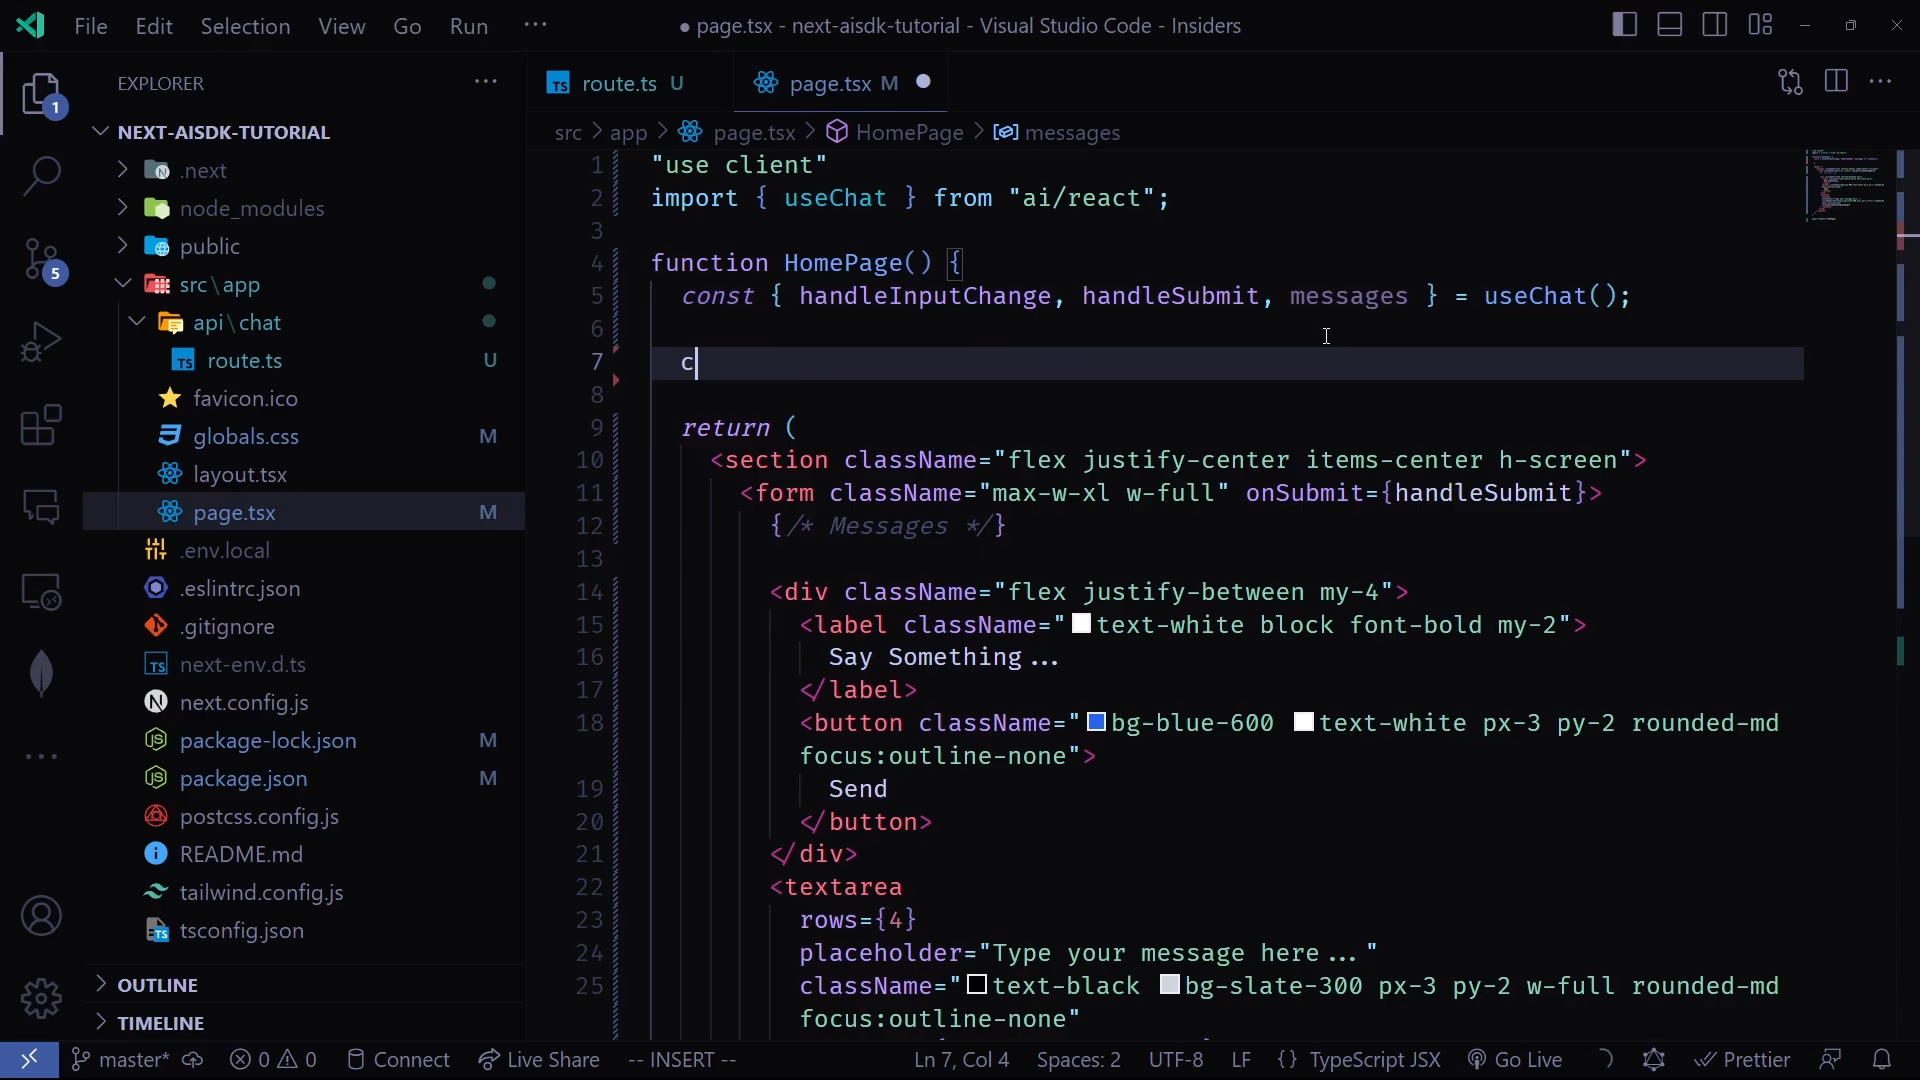 File Edit Selection View Go Run ···
● page.tsx - next-aisdk-tutorial - Visual Studio Code - Insiders
EXPLORER ···
NEXT-AISDK-TUTORIAL
.next
node_modules
public
src\app
api\chat
route.ts U
favicon.ico
globals.css M
layout.tsx
page.tsx M
.env.local
.eslintrc.json
.gitignore
next-env.d.ts
next.config.js
package-lock.json M
package.json M
postcss.config.js
README.md
tailwind.config.js
tsconfig.json
OUTLINE
TIMELINE
1
5
route.ts U
page.tsx M
src > app > page.tsx > HomePage > messages
1 "use client"
2 import { useChat } from "ai/react";
3
4 function HomePage() {
5 const { handleInputChange, handleSubmit, messages } = useChat();
6
7 c
8
9 return (
10 <section className="flex justify-center items-center h-screen">
11 <form className="max-w-xl w-full" onSubmit={handleSubmit}>
12 {/* Messages */}
13
14 <div className="flex justify-between my-4">
15 <label className="text-white block font-bold my-2">
16 Say Something...
17 </label>
18 <button className="bg-blue-600 text-white px-3 py-2 rounded-md
focus:outline-none">
19 Send
20 </button>
21 </div>
22 <textarea
23 rows={4}
24 placeholder="Type your message here..."
25 className="text-black bg-slate-300 px-3 py-2 w-full rounded-md
focus:outline-none"
master* 0 0 Connect Live Share -- INSERT -- Ln 7, Col 4 Spaces: 2 UTF-8 LF {} TypeScript JSX Go Live Prettier